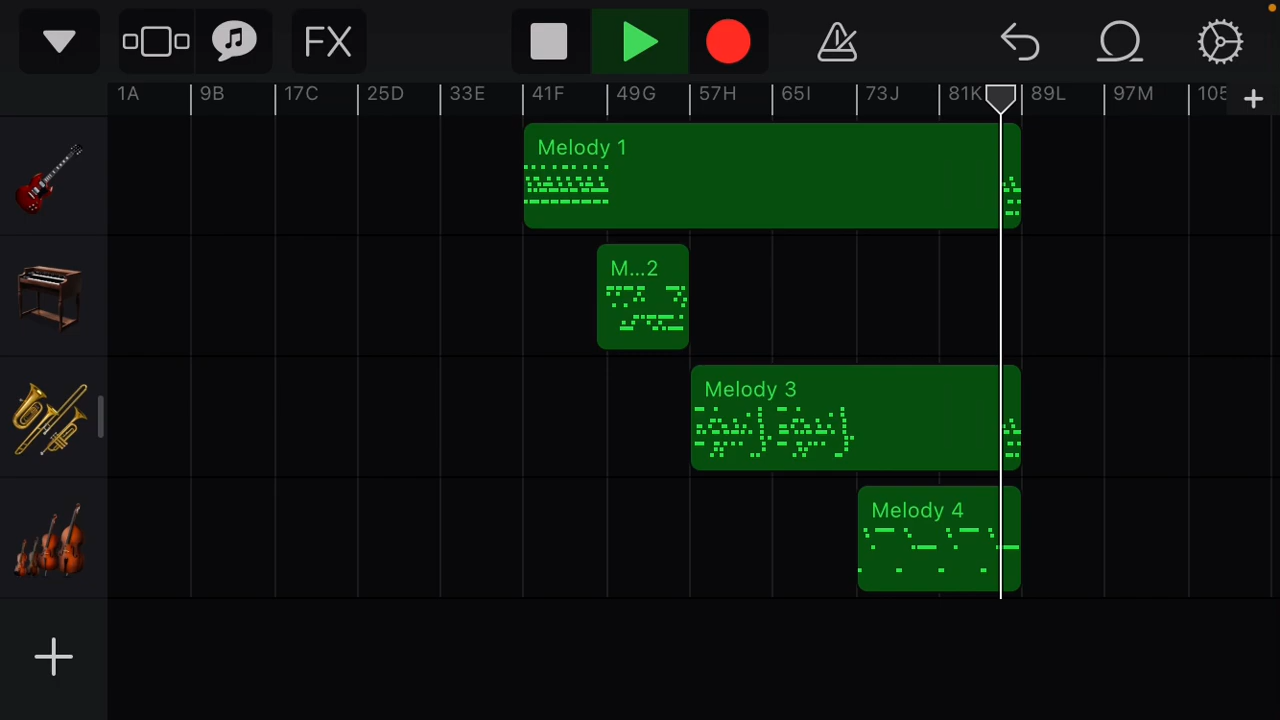 FX
1A 9B 17C 25D 33E 41F 49G 57H 65I 73J 81K 89L 97M 105
Melody 1
M...2
Melody 3
Melody 4